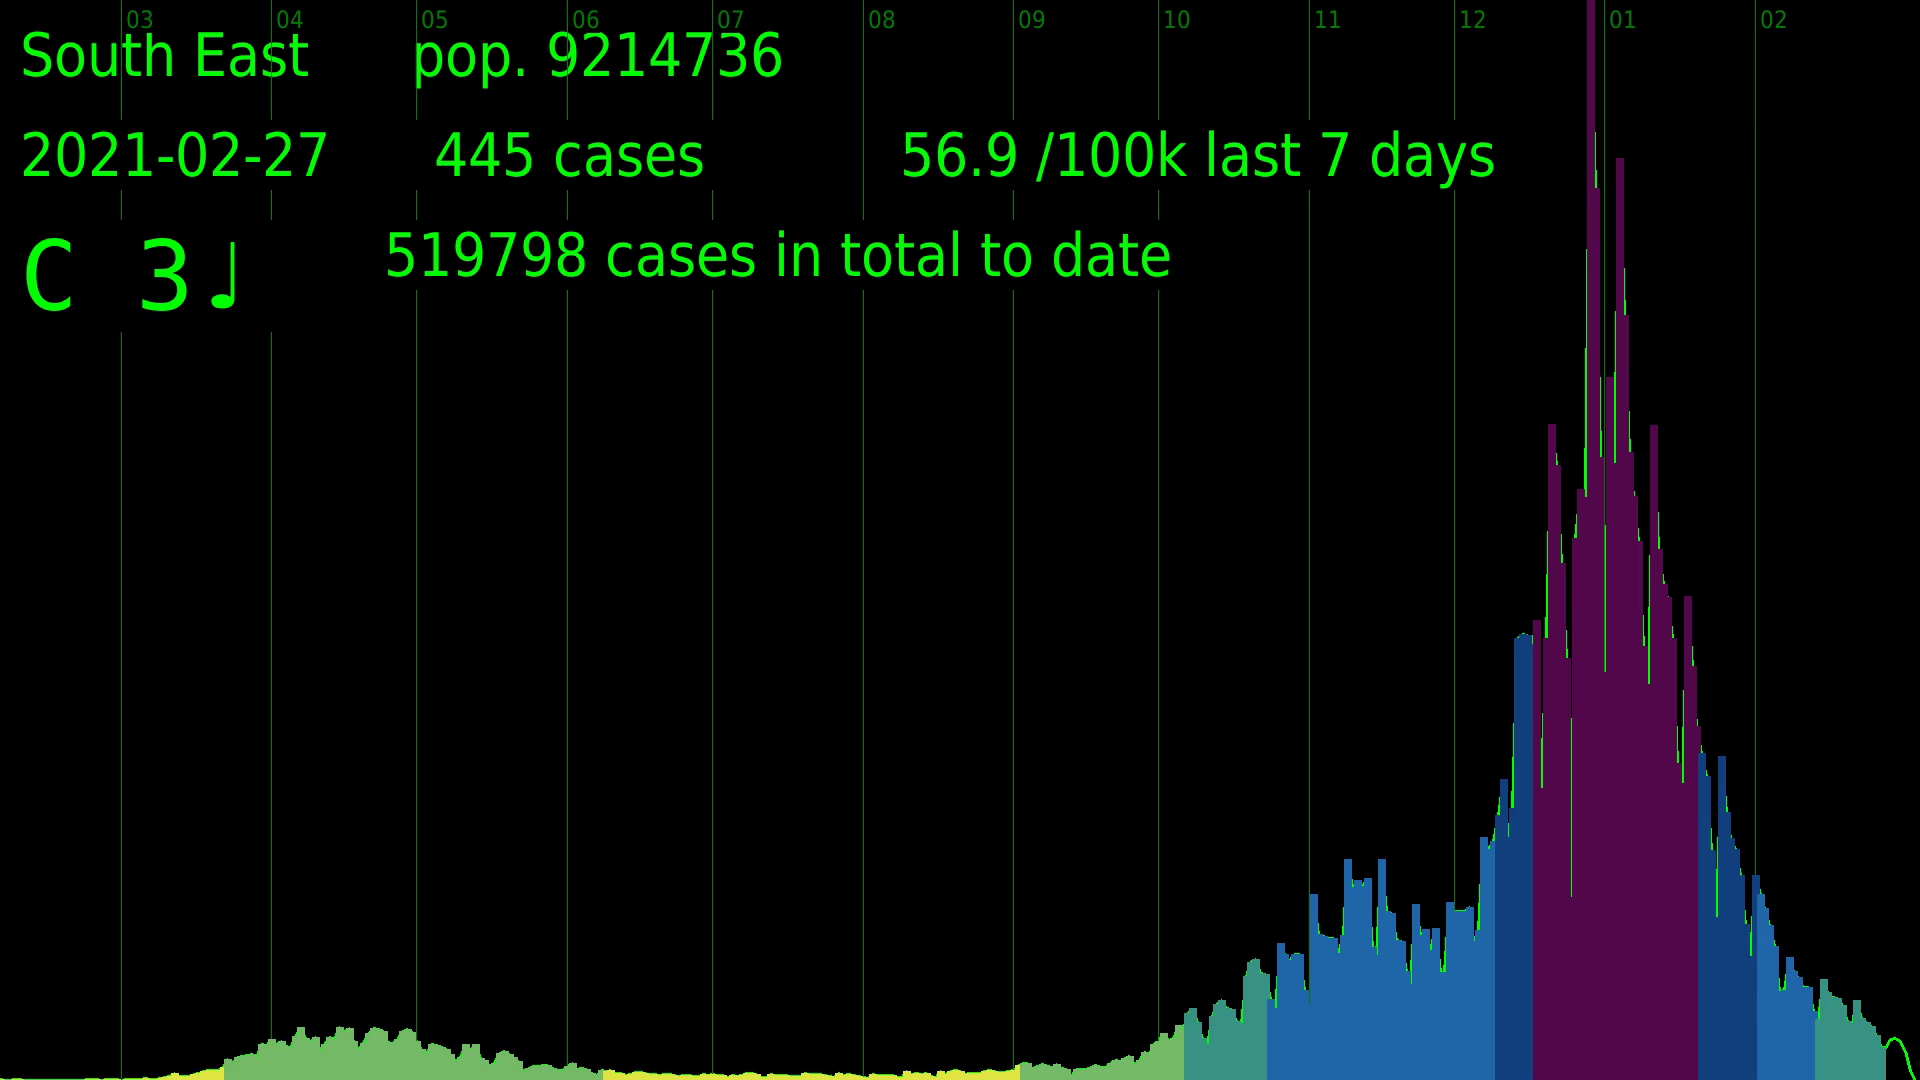 03 04 05 06 07 08 09 10 11 12 01 02
South East pop. 9214736
2021-02-27 445 cases 56.9 /100k last 7 days
C 3♩ 519798 cases in total to date